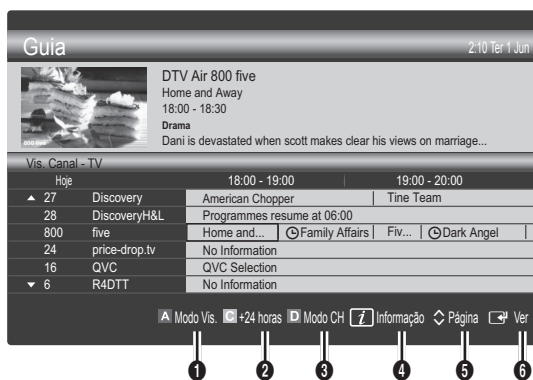 Guia
2:10 Ter 1 Jun
DTV Air 800 five
Home and Away
18:00 - 18:30
Drama
Dani is devastated when scott makes clear his views on marriage...
800 five
Vis. Canal - TV
Hoje 18:00 - 19:00 19:00 - 20:00
▲ 27 Discovery American Chopper Tine Team
28 DiscoveryH&L Programmes resume at 06:00
800 five Home and... Family Affairs Fiv... Dark Angel
24 price-drop.tv No Information
16 QVC QVC Selection
▼ 6 R4DTT No Information
A Modo Vis. C +24 horas D Modo CH i Informação Página Ver
1 2 3 4 5 6